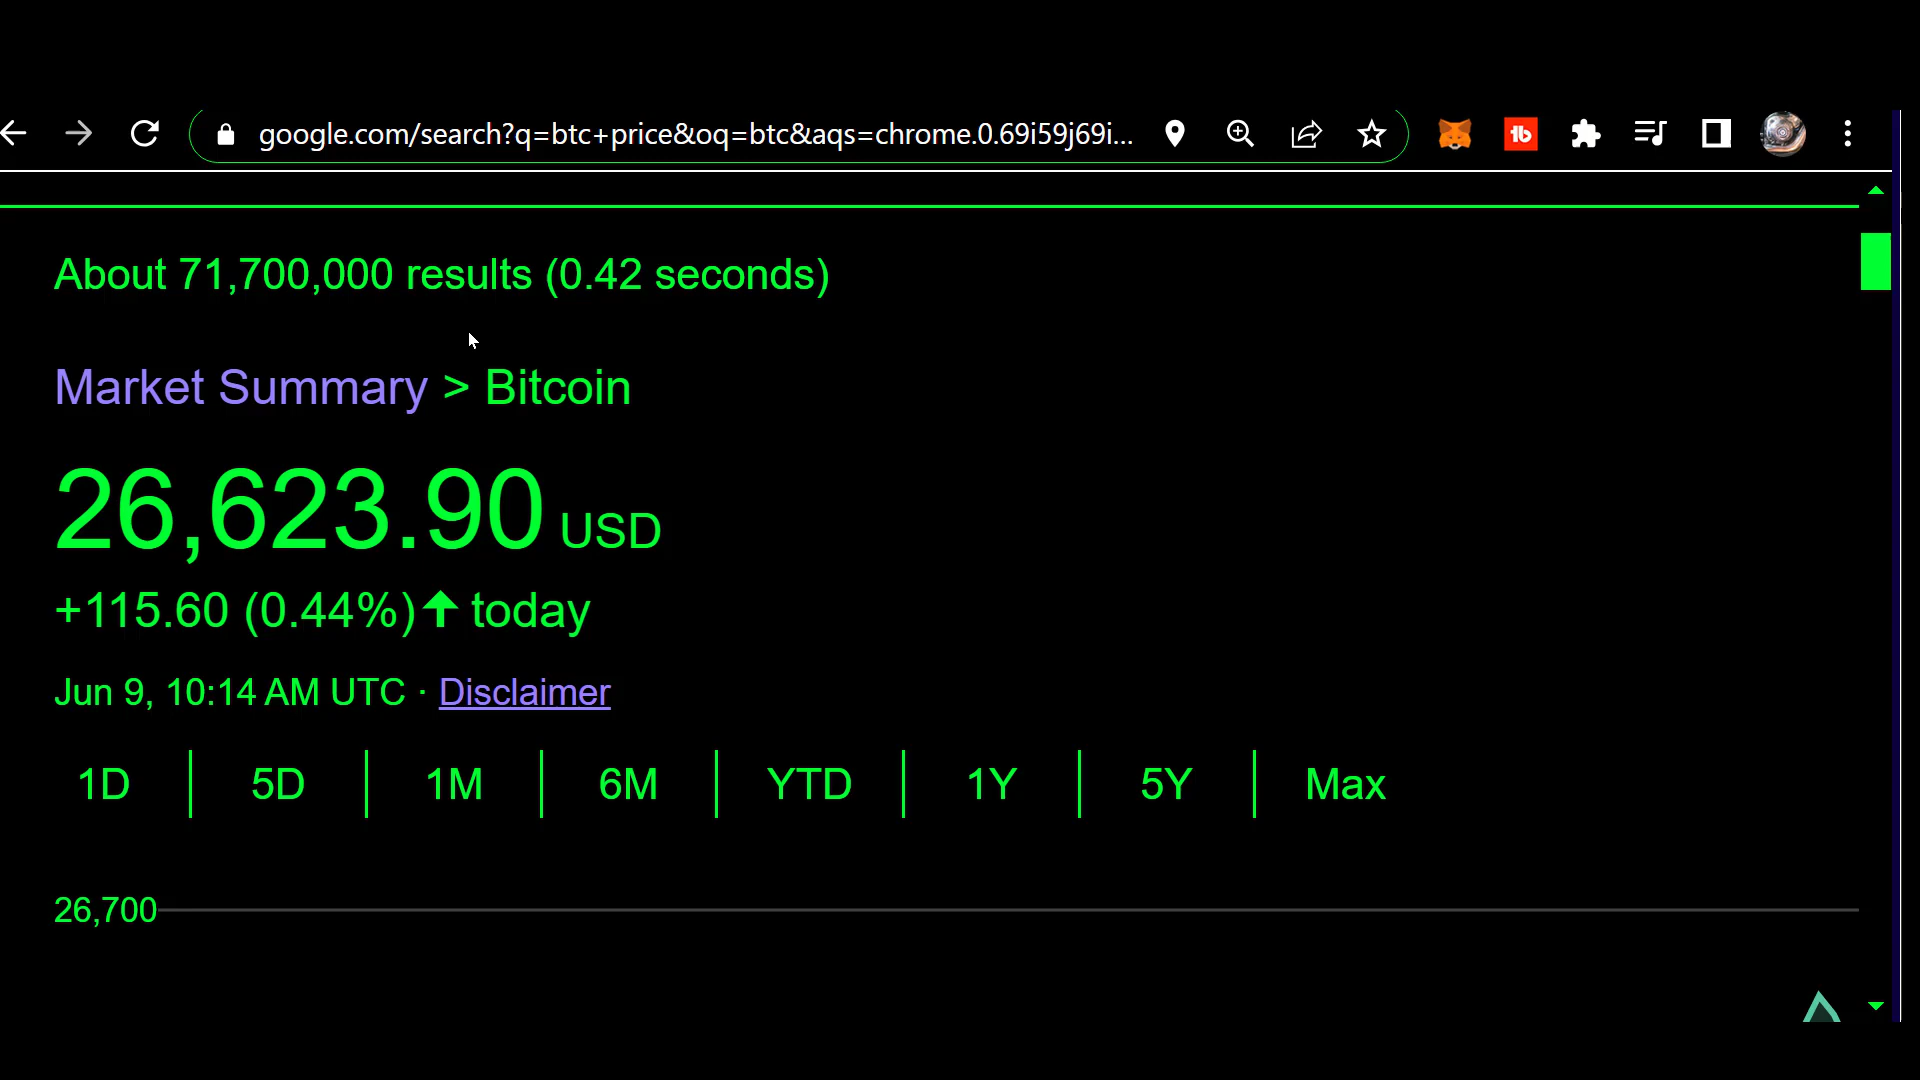 google.com/search?q=btc+price&oq=btc&aqs=chrome.0.69i59j69i...
About 71,700,000 results (0.42 seconds)
Market Summary > Bitcoin
26,623.90 USD
+115.60 (0.44%) today
Jun 9, 10:14 AM UTC · Disclaimer
1D 5D 1M 6M YTD 1Y 5Y Max
26,700